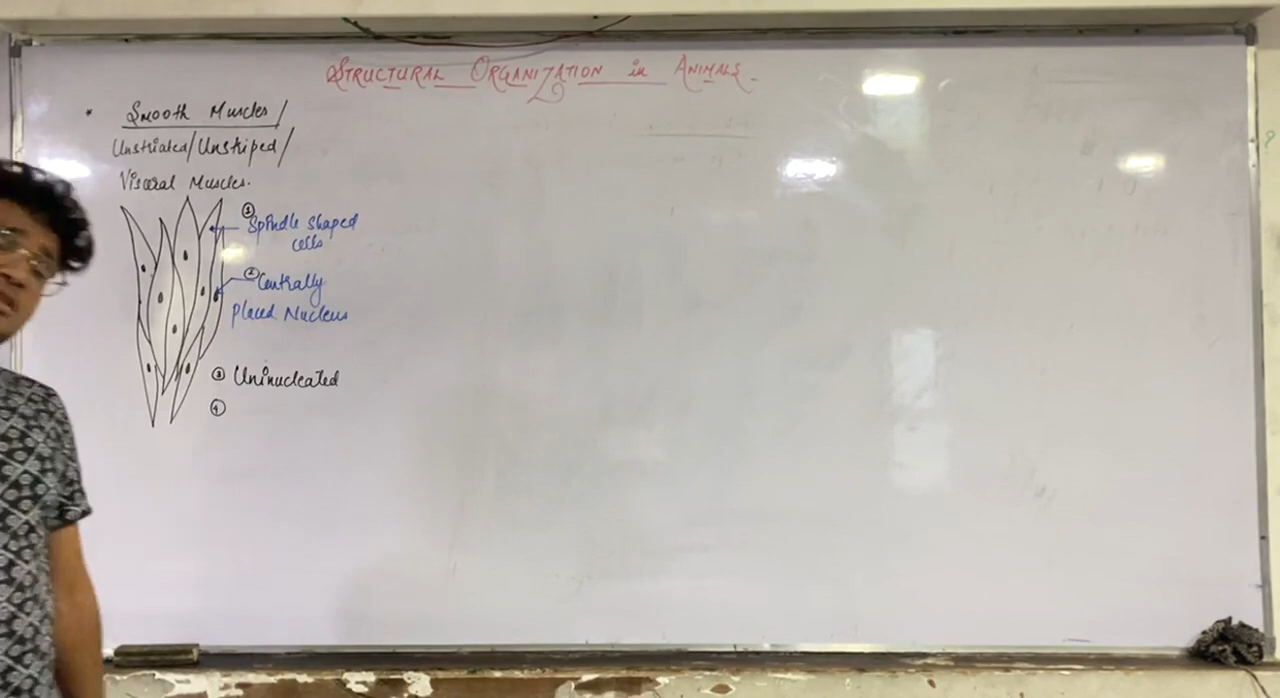 STRUCTURAL ORGANIZATION in ANIMALS.
* Smooth Muscles/
Unstriated/Unstriped/
Visceral Muscles.
① Spindle shaped
cells
② Centrally
placed Nucleus
③ Uninucleated
④